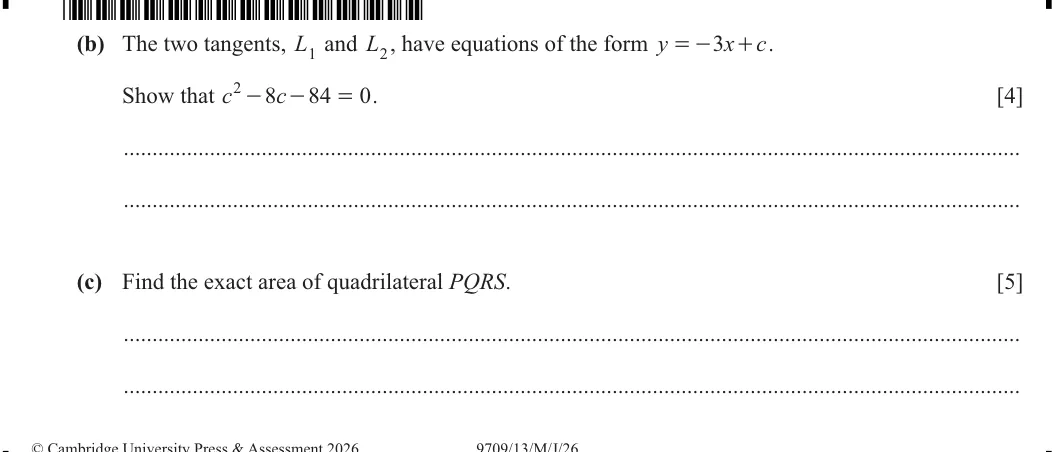 (b) The two tangents, L₁ and L₂, have equations of the form y = −3x + c.
Show that c² − 8c − 84 = 0. [4]
(c) Find the exact area of quadrilateral PQRS. [5]
© Cambridge University Press & Assessment 2026 9709/13/M/J/26